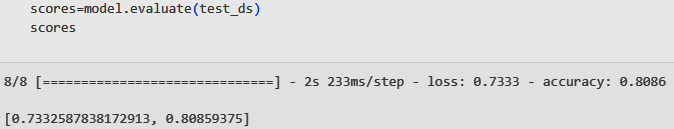 scores=model.evaluate(test_ds)
scores
8/8 [==============================] - 2s 233ms/step - loss: 0.7333 - accuracy: 0.8086
[0.7332587838172913, 0.80859375]